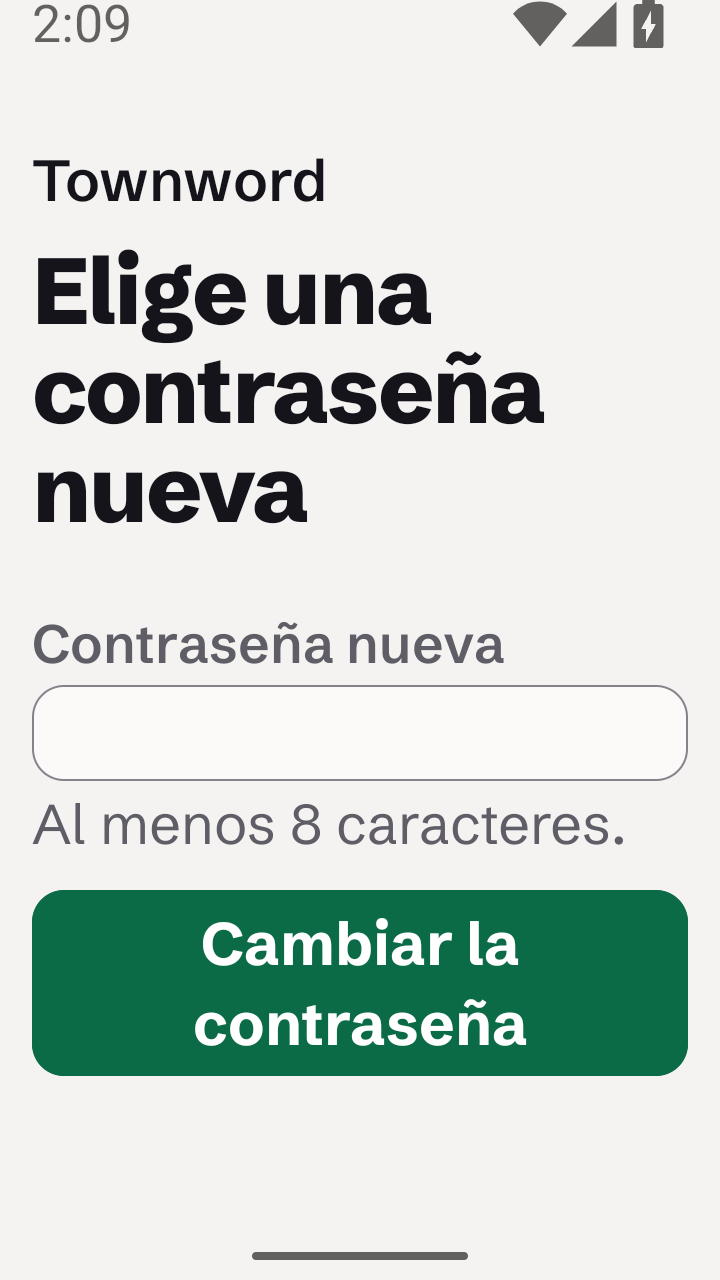 2:09
Townword
Elige una
contraseña
nueva
Contraseña nueva
Al menos 8 caracteres.
Cambiar la
contraseña